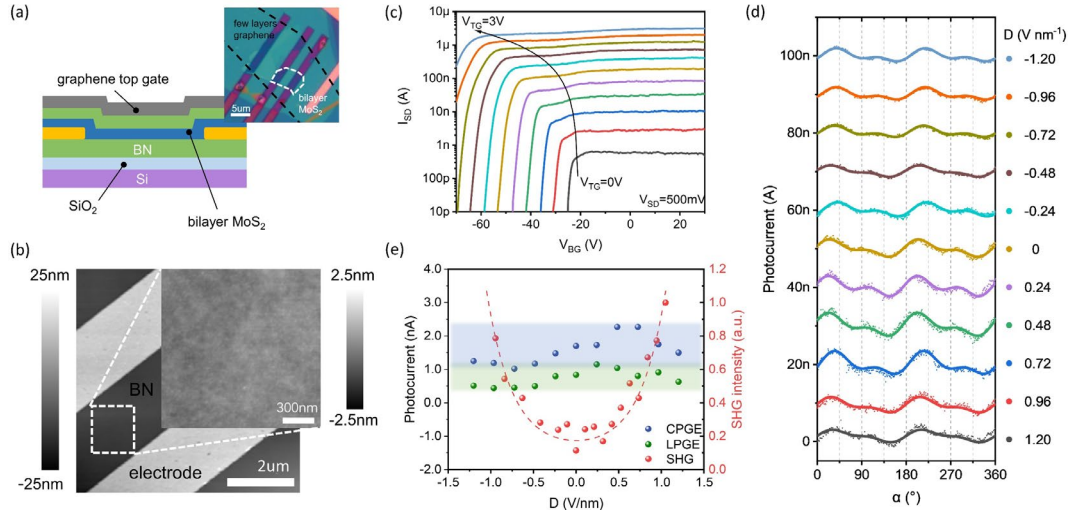 (a)
few layers
graphene
graphene top gate
bilayer
MoS₂
5um
BN
Si
SiO₂
bilayer MoS₂
(b)
25nm
2.5nm
BN
300nm
electrode
2um
-25nm
-2.5nm
(c)
10μ
1μ
100n
10n
1n
100p
10p
I_SD (A)
V_TG=3V
V_TG=0V
V_SD=500mV
-60 -40 -20 0 20
V_BG (V)
(e)
4.0
3.0
2.0
1.0
0.0
-1.0
-2.0
Photocurrent (nA)
1.2
1.0
0.8
0.6
0.4
0.2
0.0
SHG intensity (a.u.)
CPGE
LPGE
SHG
-1.5 -1.0 -0.5 0.0 0.5 1.0 1.5
D (V/nm)
(d)
D (V nm⁻¹)
100n
80n
60n
40n
20n
0
Photocurrent (A)
-1.20
-0.96
-0.72
-0.48
-0.24
0
0.24
0.48
0.72
0.96
1.20
0 90 180 270 360
α (°)